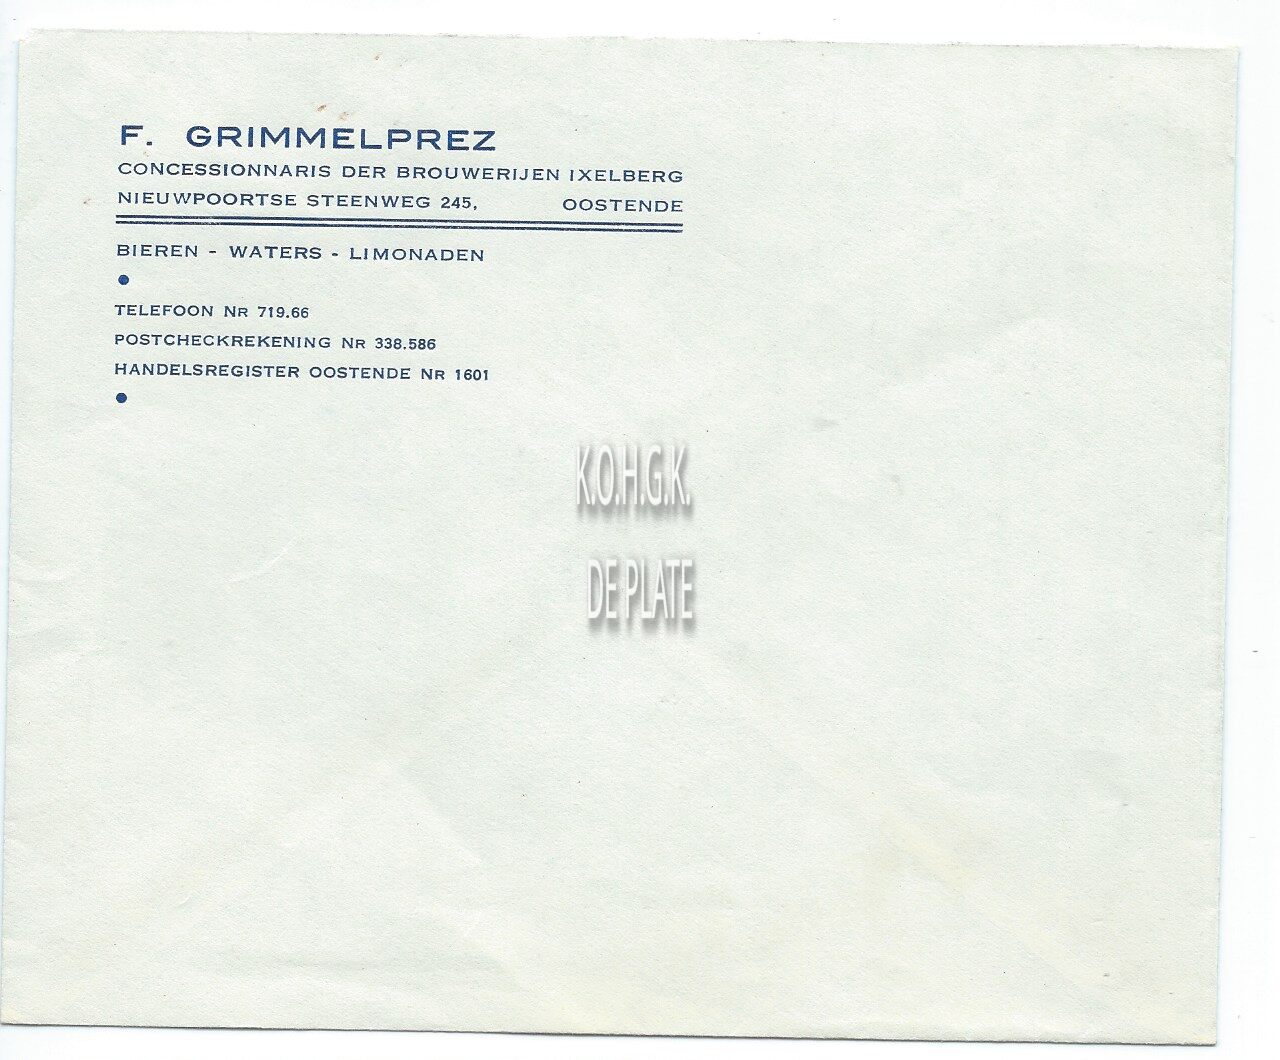 F. GRIMMELPREZ
CONCESSIONNARIS DER BROUWERIJEN IXELBERG
NIEUWPOORTSE STEENWEG 245, OOSTENDE
BIEREN - WATERS - LIMONADEN
TELEFOON NR 719.66
POSTCHECKREKENING NR 338.586
HANDELSREGISTER OOSTENDE NR 1601
K.O.H.G.K.
DE PLATE